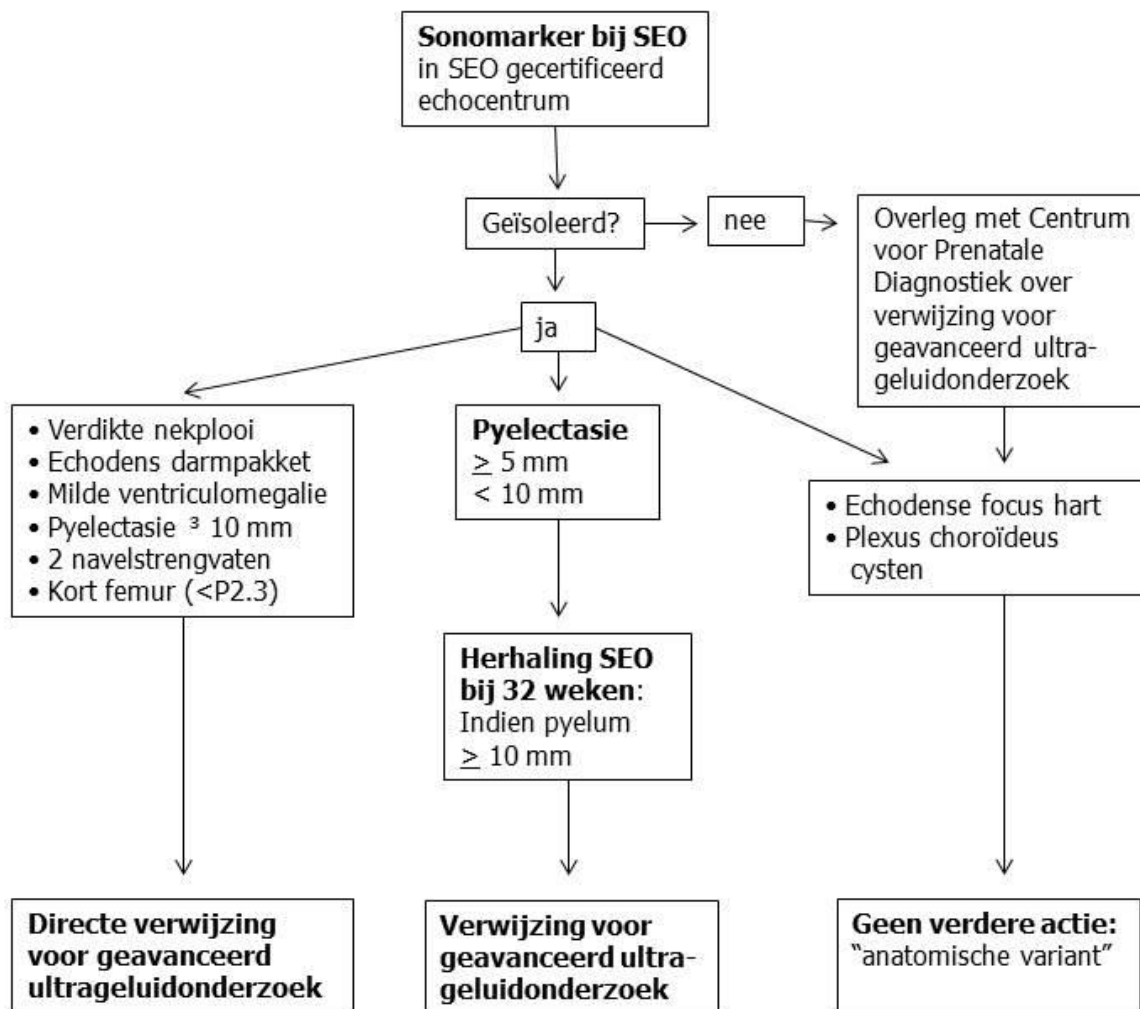 Sonomarker bij SEO
in SEO gecertificeerd
echocentrum
Geïsoleerd?
nee
Overleg met Centrum
voor Prenatale
Diagnostiek over
verwijzing voor
geavanceerd ultra-
geluidonderzoek
ja
• Verdikte nekplooi
• Echodens darmpakket
• Milde ventriculomegalie
• Pyelectasie ³ 10 mm
• 2 navelstrengvaten
• Kort femur (<P2.3)
Pyelectasie
≥ 5 mm
< 10 mm
• Echodense focus hart
• Plexus choroïdeus
cysten
Herhaling SEO
bij 32 weken:
Indien pyelum
≥ 10 mm
Directe verwijzing
voor geavanceerd
ultrageluidonderzoek
Verwijzing voor
geavanceerd ultra-
geluidonderzoek
Geen verdere actie:
“anatomische variant”